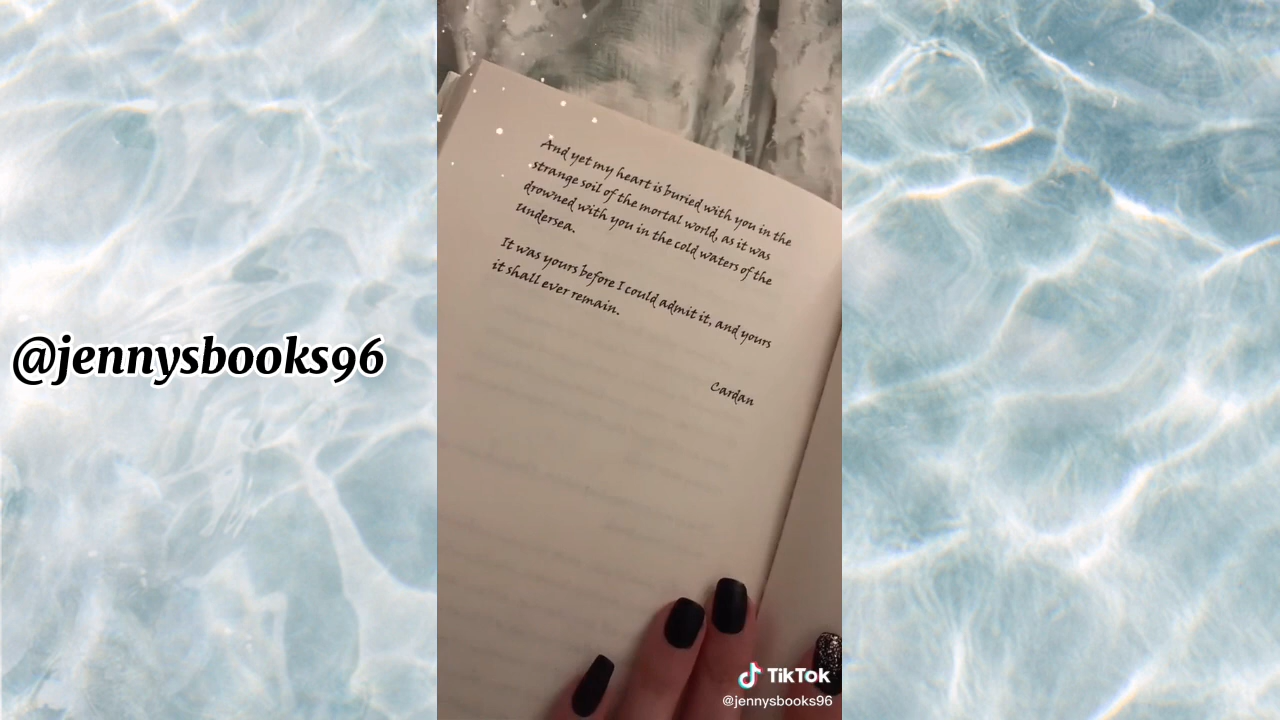 @jennysbooks96
And yet my heart is buried with you in the
strange soil of the mortal world, as it was
drowned with you in the cold waters of the
Undersea.
It was yours before I could admit it, and yours
it shall ever remain.
Cardan
TikTok
@jennysbooks96